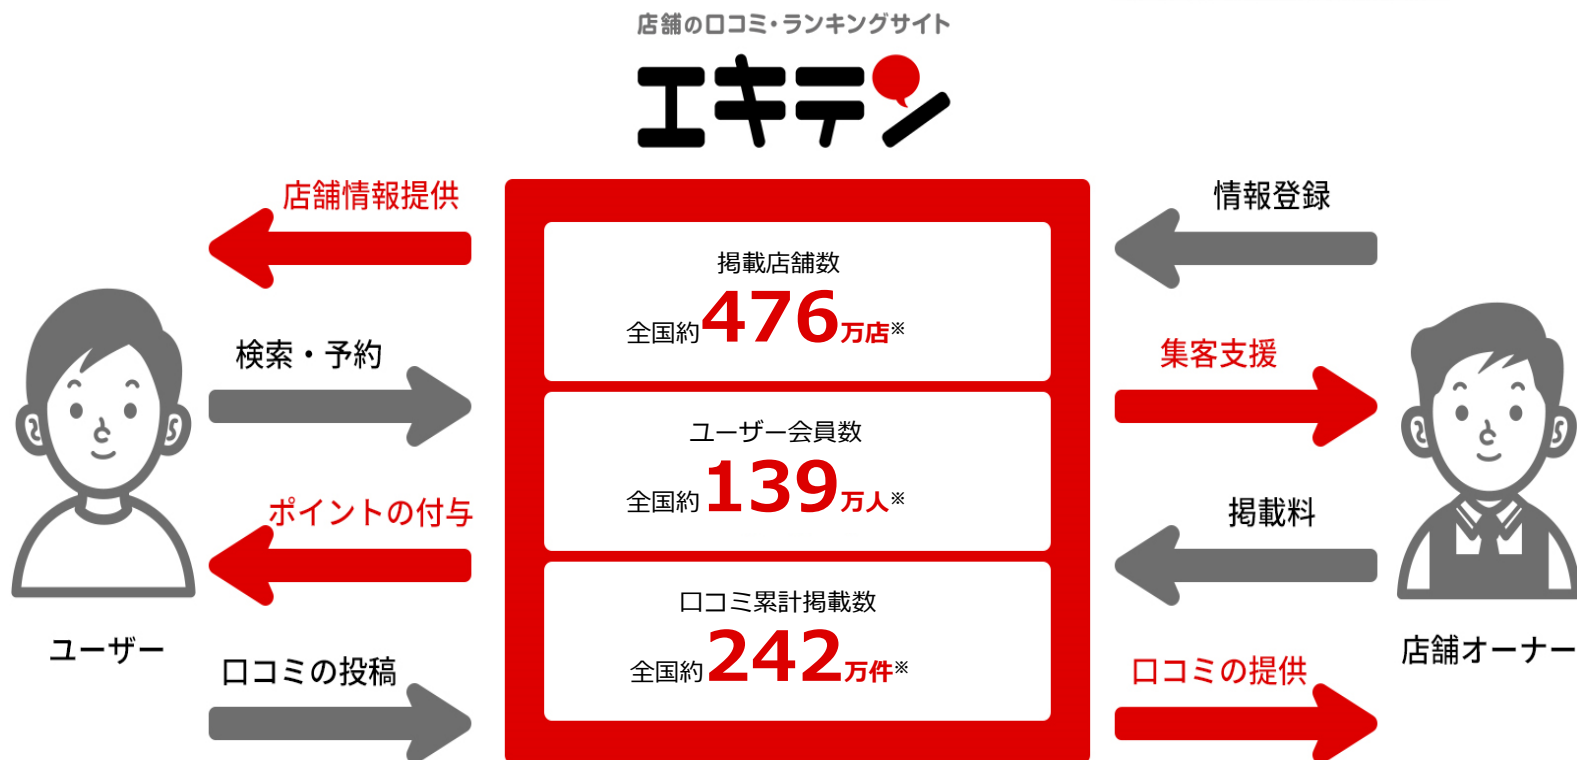 店舗の口コミ・ランキングサイト
エキテン
店舗情報提供
検索・予約
ポイントの付与
口コミの投稿
ユーザー
掲載店舗数
全国約476万店※
ユーザー会員数
全国約139万人※
口コミ累計掲載数
全国約242万件※
情報登録
集客支援
掲載料
口コミの提供
店舗オーナー